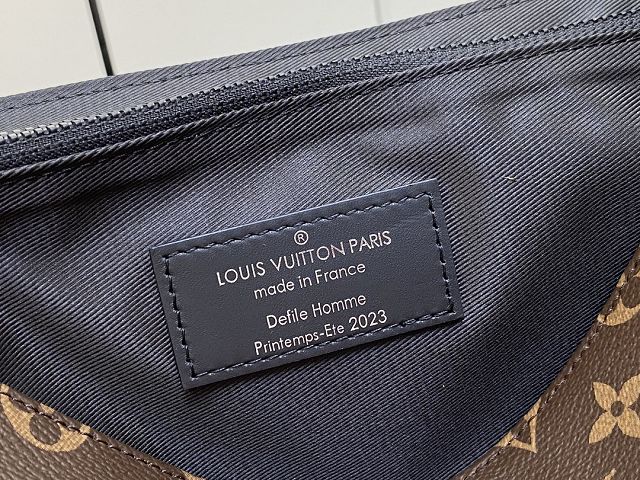 ®
LOUIS VUITTON PARIS
made in France
Defile Homme
Printemps-Ete 2023